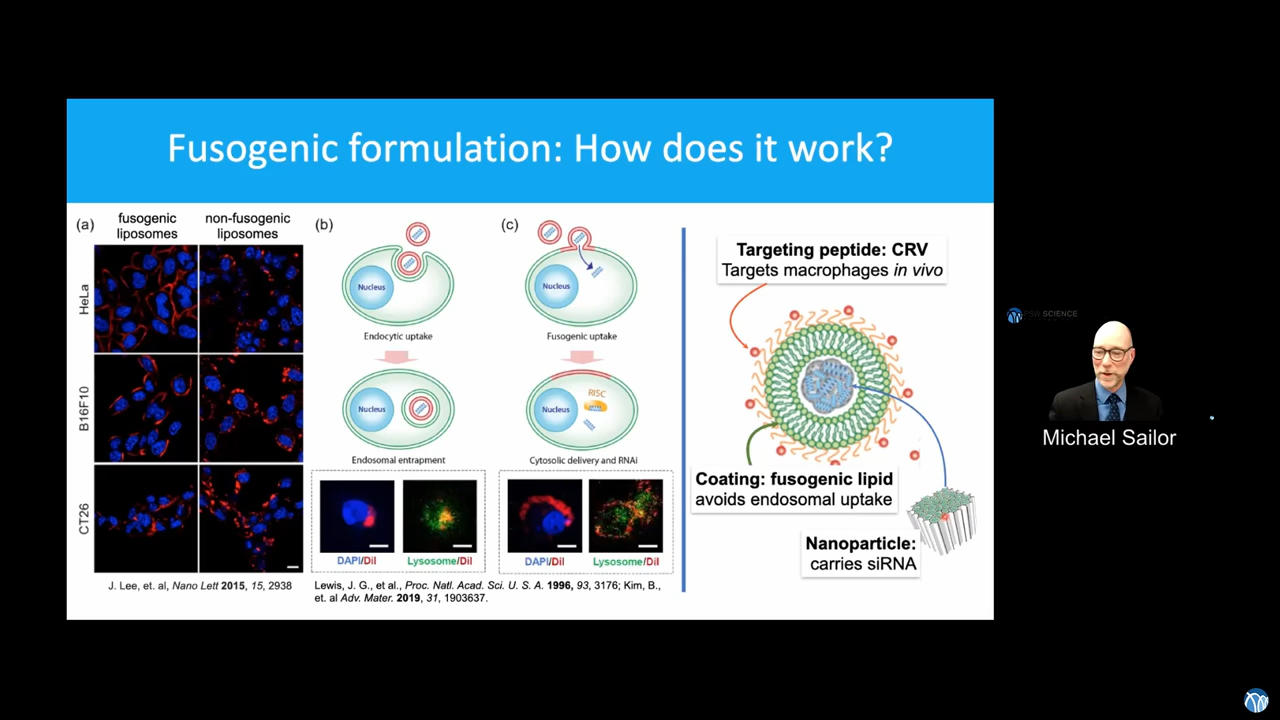 Fusogenic formulation: How does it work?
(a)
fusogenic
liposomes
non-fusogenic
liposomes
HeLa
B16F10
CT26
J. Lee, et. al, Nano Lett 2015, 15, 2938
(b)
Nucleus
Endocytic uptake
Nucleus
Endosomal entrapment
DAPI/DiI
Lysosome/DiI
(c)
Nucleus
Fusogenic uptake
RISC
Nucleus
Cytosolic delivery and RNAi
DAPI/DiI
Lysosome/DiI
Lewis, J. G., et al., Proc. Natl. Acad. Sci. U. S. A. 1996, 93, 3176; Kim, B.,
et. al Adv. Mater. 2019, 31, 1903637.
Targeting peptide: CRV
Targets macrophages in vivo
Coating: fusogenic lipid
avoids endosomal uptake
Nanoparticle:
carries siRNA
PSW SCIENCE
Michael Sailor